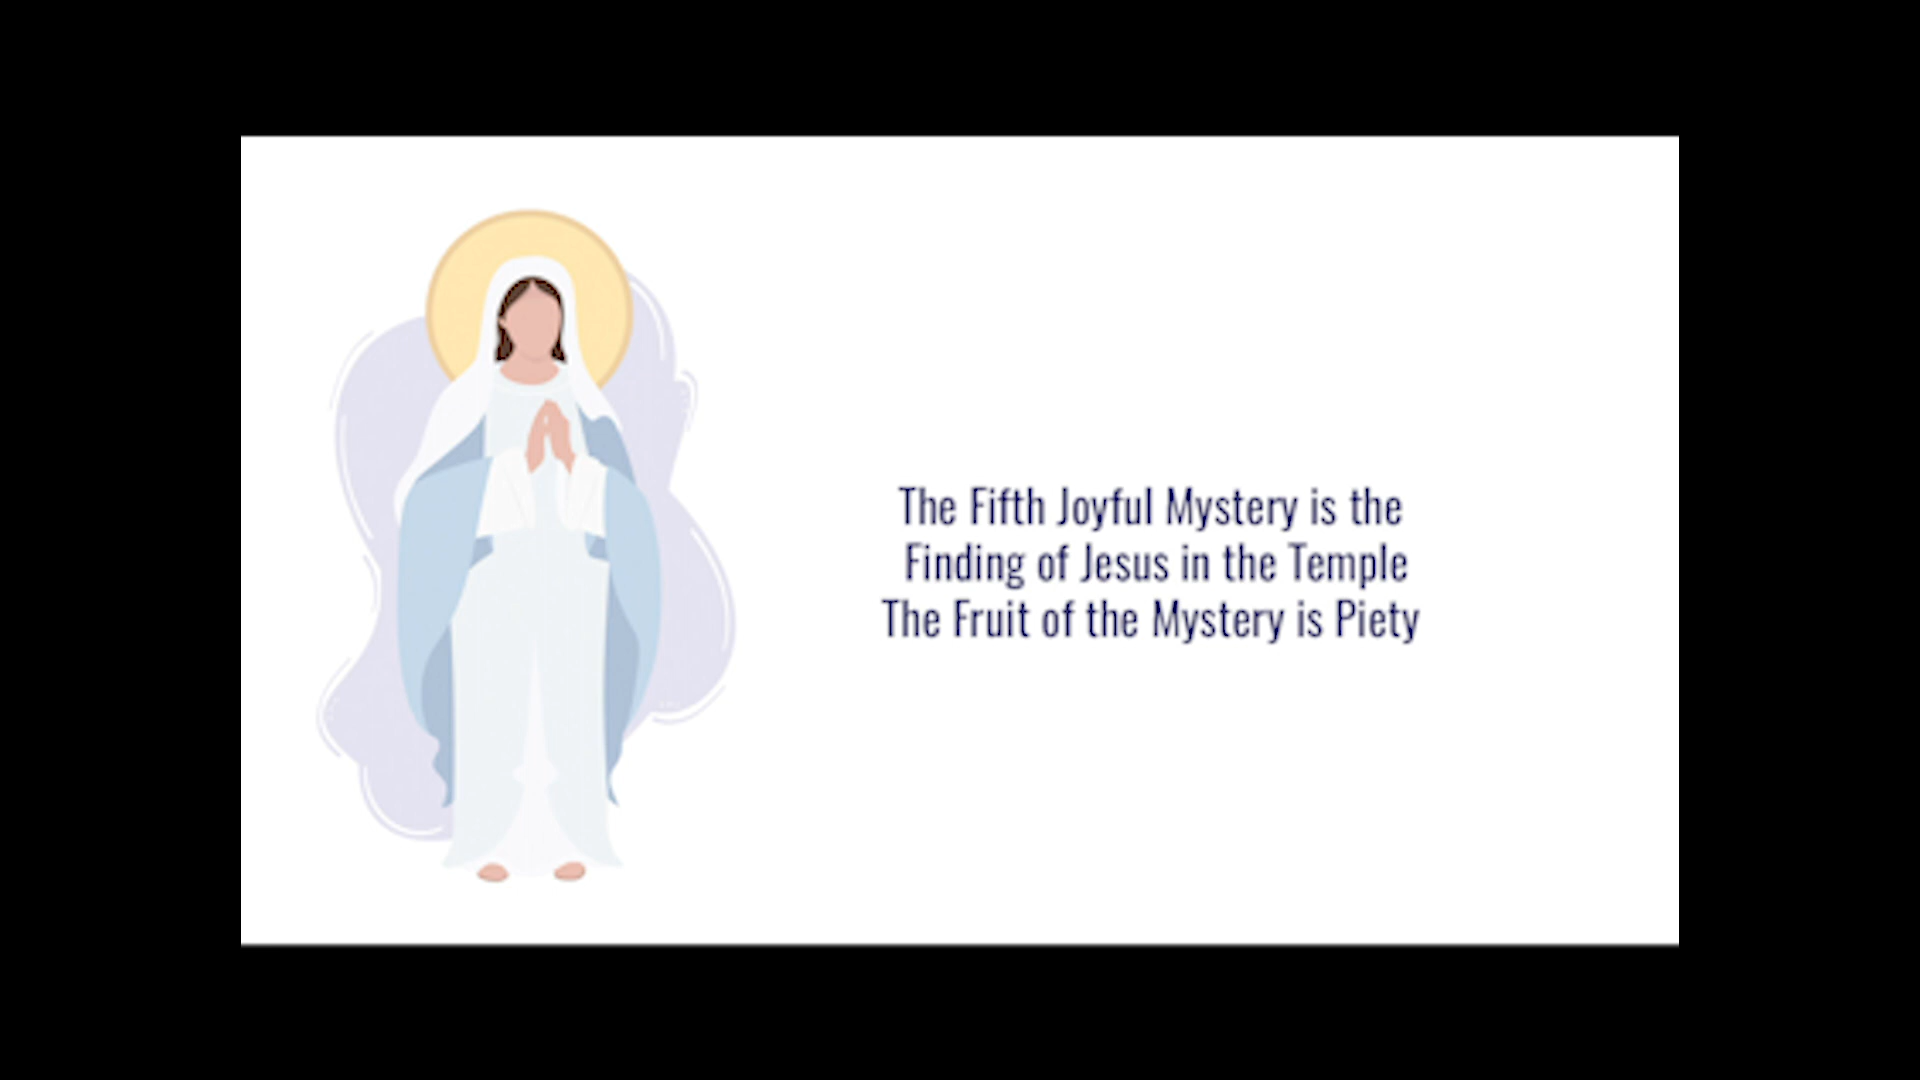 The Fifth Joyful Mystery is the
Finding of Jesus in the Temple
The Fruit of the Mystery is Piety